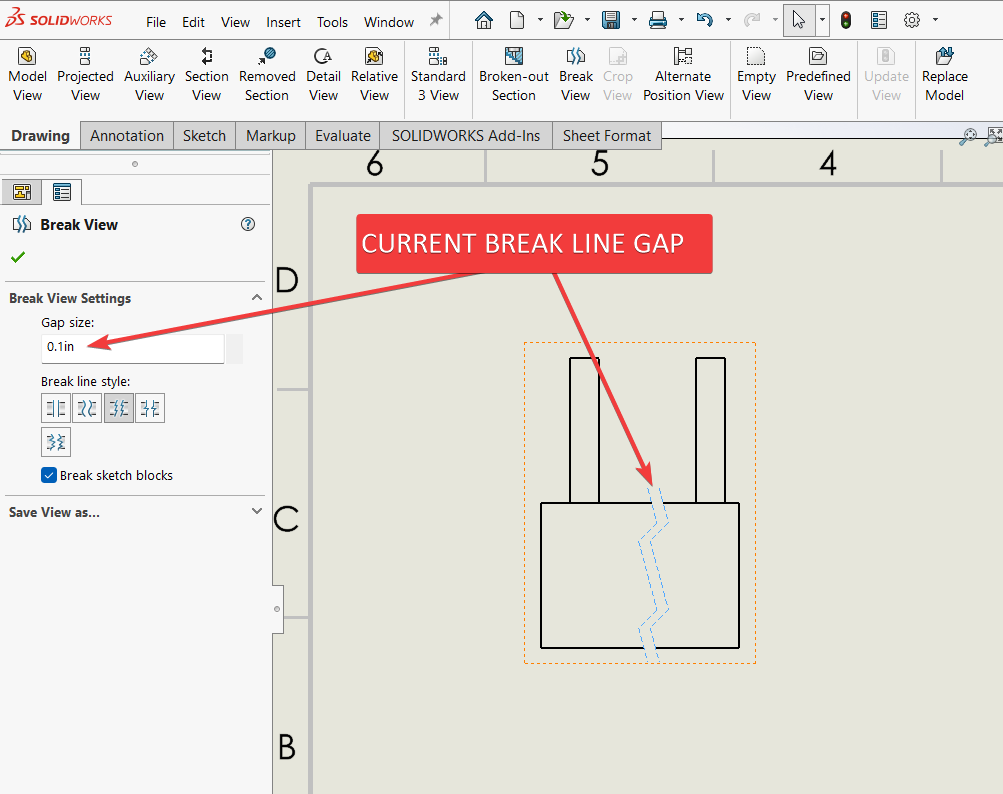 SOLIDWORKS File Edit View Insert Tools Window
Model View
Projected View
Auxiliary View
Section View
Removed Section
Detail View
Relative View
Standard 3 View
Broken-out Section
Break View
Crop View
Alternate Position View
Empty View
Predefined View
Update View
Replace Model
Drawing Annotation Sketch Markup Evaluate SOLIDWORKS Add-Ins Sheet Format
6 5 4
Break View
CURRENT BREAK LINE GAP
D
Break View Settings
Gap size:
0.1in
Break line style:
Break sketch blocks
Save View as...
C
B